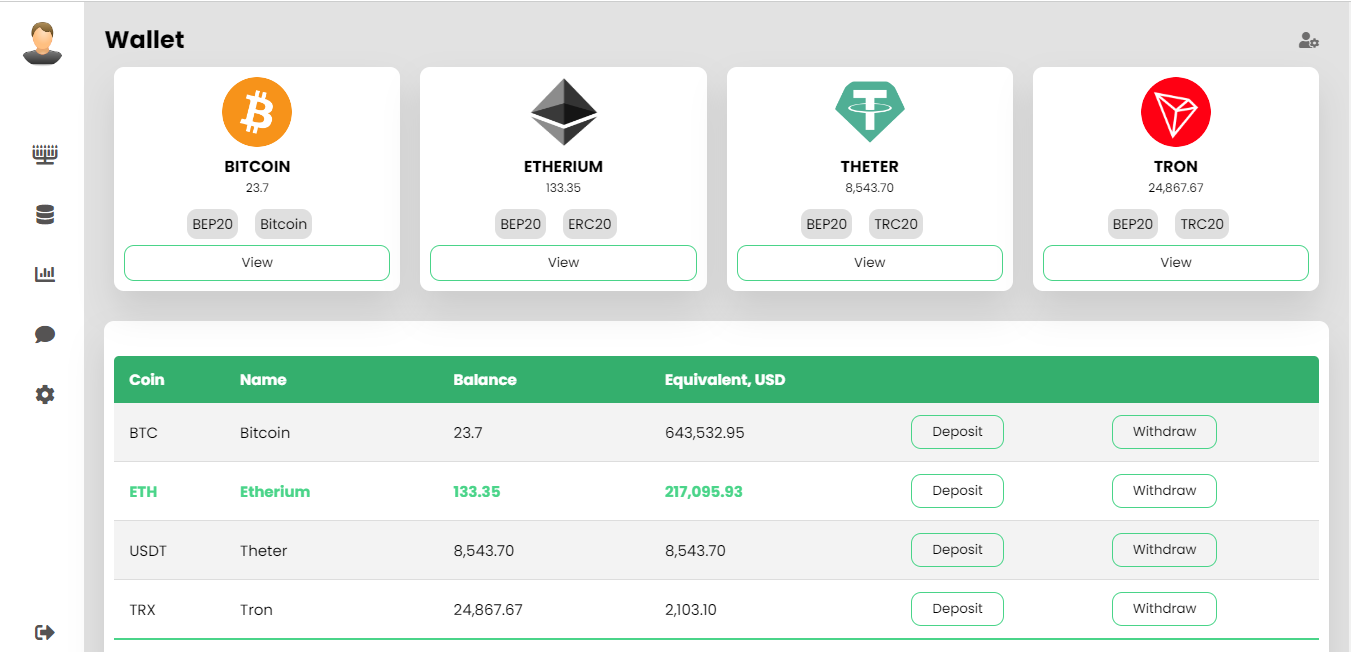 Wallet
BITCOIN
23.7
BEP20 Bitcoin
View
ETHERIUM
133.35
BEP20 ERC20
View
THETER
8,543.70
BEP20 TRC20
View
TRON
24,867.67
BEP20 TRC20
View
Coin Name Balance Equivalent, USD
BTC Bitcoin 23.7 643,532.95 Deposit Withdraw
ETH Etherium 133.35 217,095.93 Deposit Withdraw
USDT Theter 8,543.70 8,543.70 Deposit Withdraw
TRX Tron 24,867.67 2,103.10 Deposit Withdraw